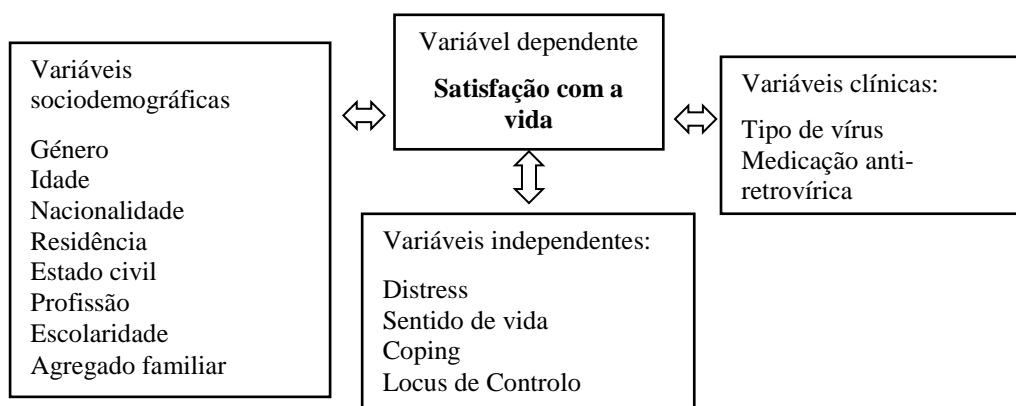 Variáveis
sociodemográficas
Género
Idade
Nacionalidade
Residência
Estado civil
Profissão
Escolaridade
Agregado familiar
Variável dependente
Satisfação com a
vida
Variáveis independentes:
Distress
Sentido de vida
Coping
Locus de Controlo
Variáveis clínicas:
Tipo de vírus
Medicação anti-
retrovírica